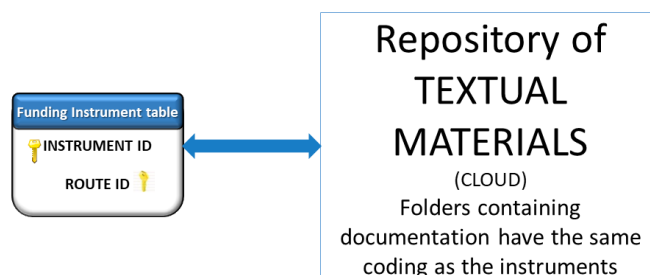 Funding Instrument table
INSTRUMENT ID
ROUTE ID
Repository of
TEXTUAL
MATERIALS
(CLOUD)
Folders containing
documentation have the same
coding as the instruments